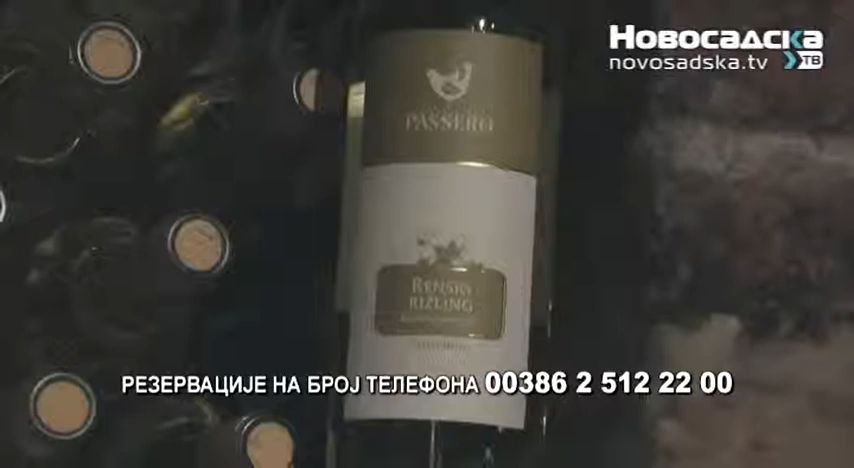 Новосадска
novosadska.tv ТВ
PASSERO
RENSKI
RIZLING
РЕЗЕРВАЦИЈЕ НА БРОЈ ТЕЛЕФОНА 00386 2 512 22 00